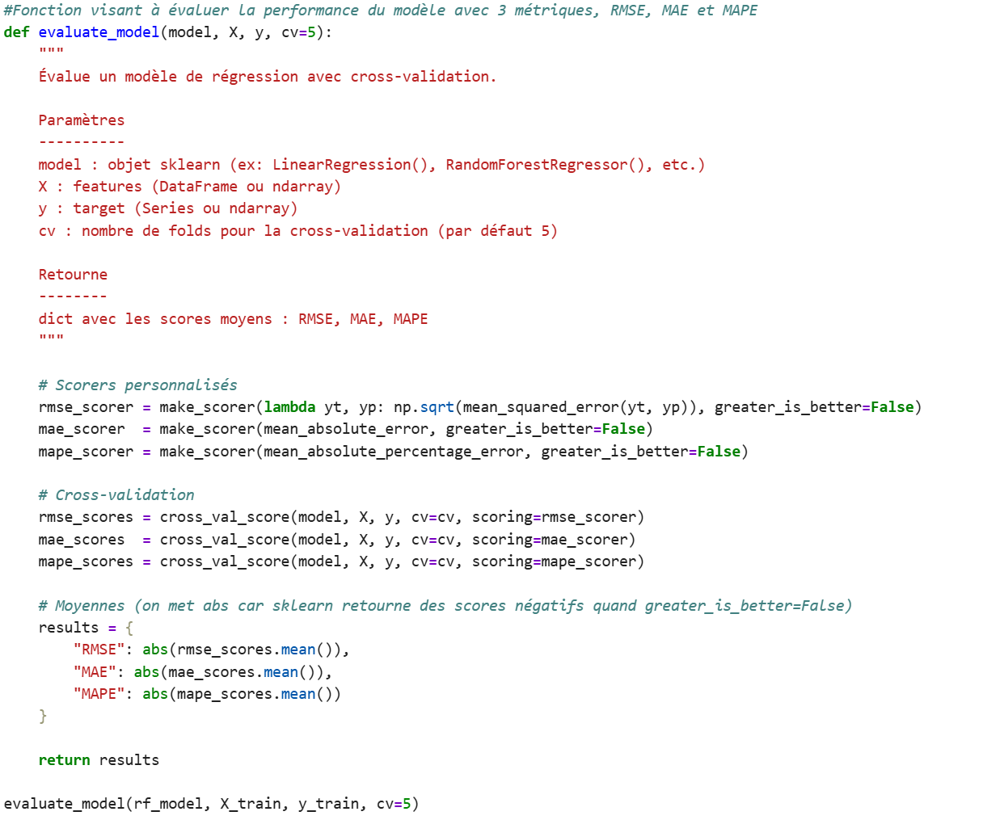 #Fonction visant à évaluer la performance du modèle avec 3 métriques, RMSE, MAE et MAPE
def evaluate_model(model, X, y, cv=5):
    """
    Évalue un modèle de régression avec cross-validation.

    Paramètres
    ----------
    model : objet sklearn (ex: LinearRegression(), RandomForestRegressor(), etc.)
    X : features (DataFrame ou ndarray)
    y : target (Series ou ndarray)
    cv : nombre de folds pour la cross-validation (par défaut 5)

    Retourne
    --------
    dict avec les scores moyens : RMSE, MAE, MAPE
    """

    # Scorers personnalisés
    rmse_scorer = make_scorer(lambda yt, yp: np.sqrt(mean_squared_error(yt, yp)), greater_is_better=False)
    mae_scorer  = make_scorer(mean_absolute_error, greater_is_better=False)
    mape_scorer = make_scorer(mean_absolute_percentage_error, greater_is_better=False)

    # Cross-validation
    rmse_scores = cross_val_score(model, X, y, cv=cv, scoring=rmse_scorer)
    mae_scores  = cross_val_score(model, X, y, cv=cv, scoring=mae_scorer)
    mape_scores = cross_val_score(model, X, y, cv=cv, scoring=mape_scorer)

    # Moyennes (on met abs car sklearn retourne des scores négatifs quand greater_is_better=False)
    results = {
        "RMSE": abs(rmse_scores.mean()),
        "MAE": abs(mae_scores.mean()),
        "MAPE": abs(mape_scores.mean())
    }

    return results

evaluate_model(rf_model, X_train, y_train, cv=5)